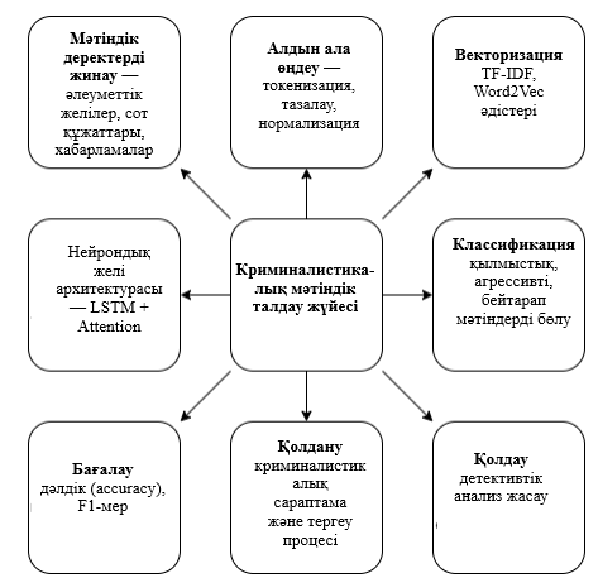 Мәтіндік
деректерді
жинау —
әлеуметтік
желілер, сот
құжаттары,
хабарламалар
Алдын ала
өңдеу —
токенизация,
тазалау,
нормализация
Векторизация
TF-IDF,
Word2Vec
әдістері
Нейрондық
желі
архитектурасы
— LSTM +
Attention
Криминалистика-
лық мәтіндік
талдау жүйесі
Классификация
қылмыстық,
агрессивті,
бейтарап
мәтіндерді бөлу
Бағалау
дәлдік (accuracy),
F1-мер
Қолдану
криминалистик
алық
сараптама
және тергеу
процесі
Қолдау
детективтік
анализ жасау